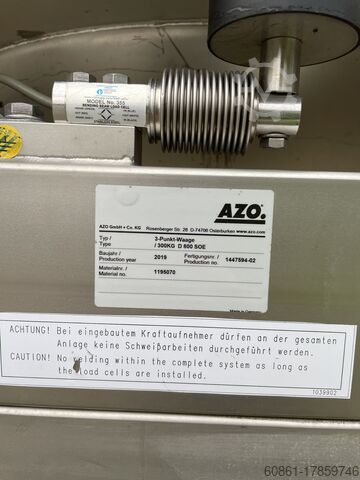 MODEL No. 355
BENDING BEAM LOAD CELL
STAINLESS STEEL
AZO.
AZO GmbH + Co. KG Rosenberger Str. 28 D-74706 Osterburken www.azo.com
Typ / 3-Punkt-Waage
Type / 300KG D 800 SOE
Baujahr / 2019 Fertigungsnr. / 1447594-02
Production year Production no.
Materialnr. / 1195070
Material no.
Made in Germany
ACHTUNG! Bei eingebautem Kraftaufnehmer dürfen an der gesamten
Anlage keine Schweißarbeiten durchgeführt werden.
CAUTION! No welding within the complete system as long as
the load cells are installed.
1039902
60861-17859746